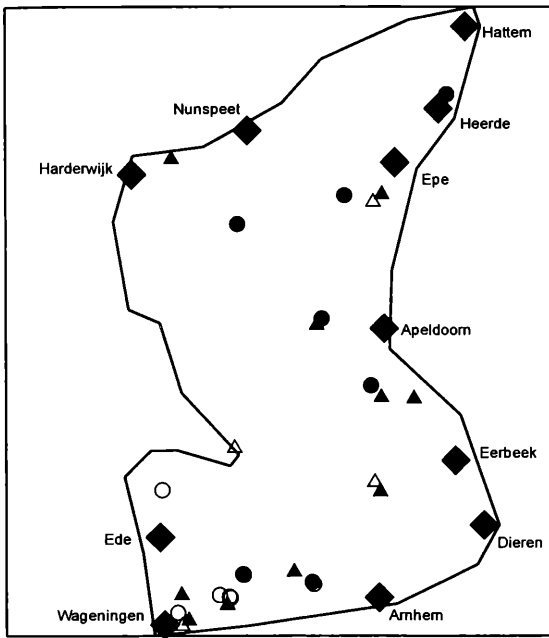 Hattem
Nunspeet
Heerde
Harderwijk
Epe
Apeldoorn
Eerbeek
Ede
Dieren
Wageningen
Arnhem